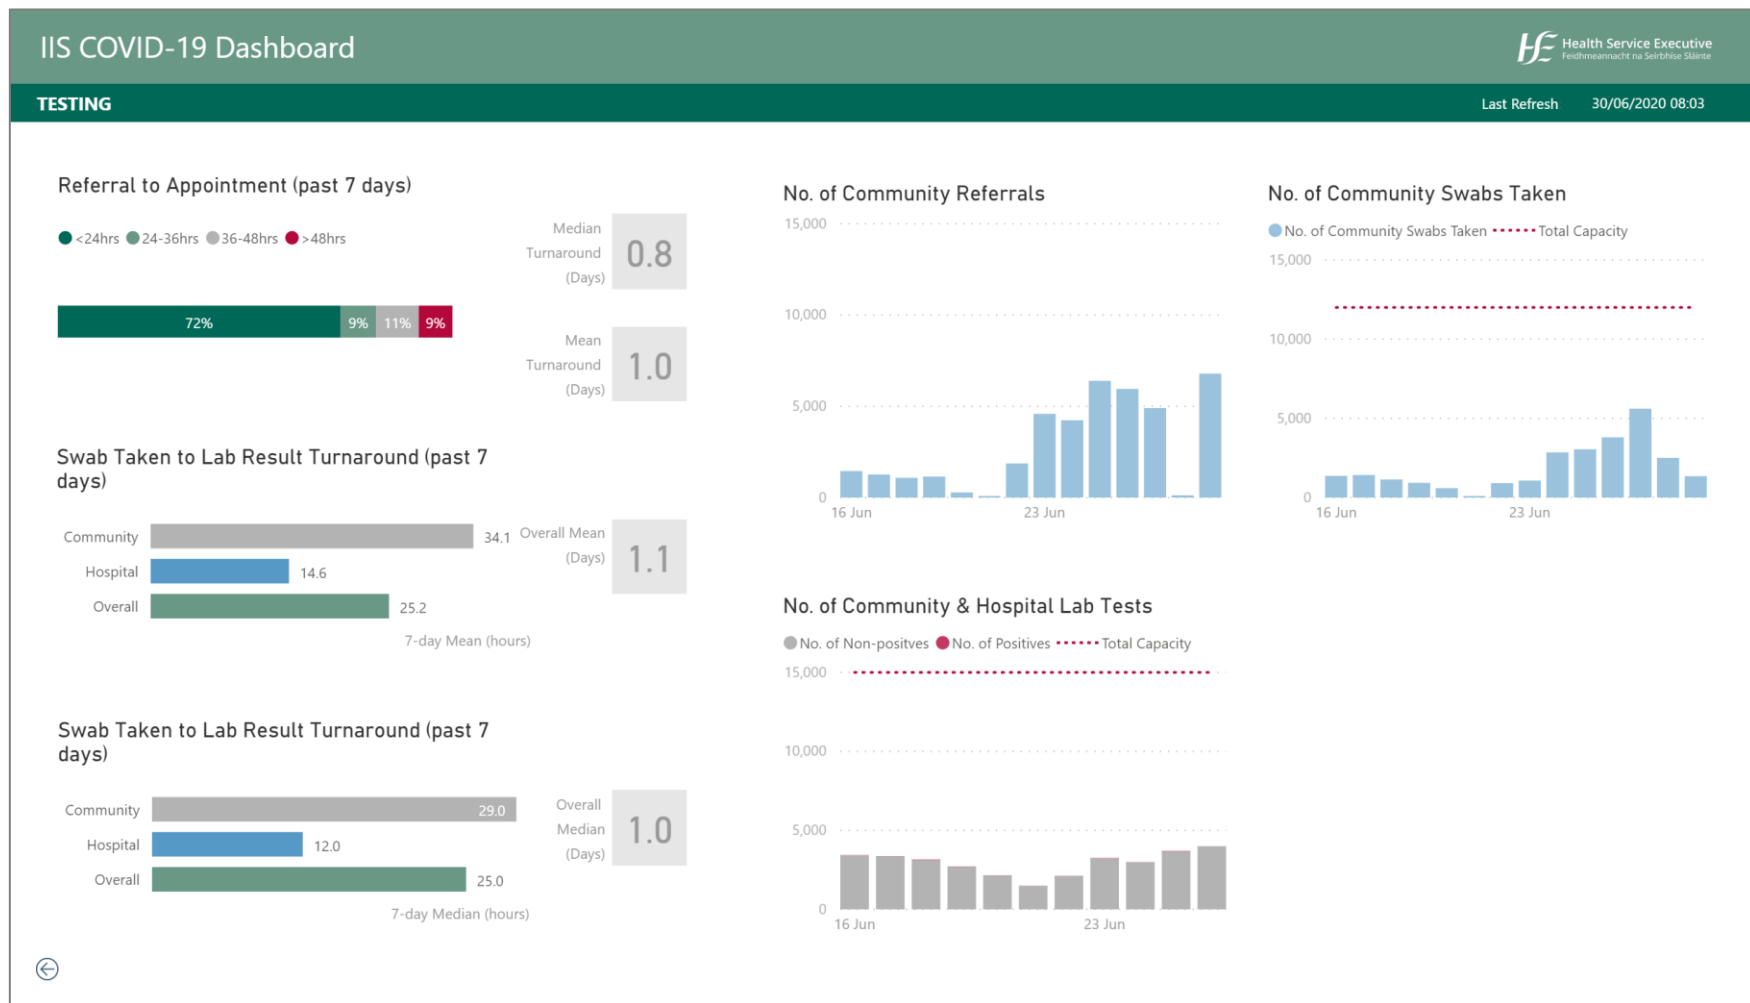 IIS COVID-19 Dashboard
Health Service Executive
Feidhmeannacht na Seirbhíse Sláinte
TESTING
Last Refresh 30/06/2020 08:03
Referral to Appointment (past 7 days)
<24hrs 24-36hrs 36-48hrs >48hrs
72% 9% 11% 9%
Median
Turnaround
(Days)
0.8
Mean
Turnaround
(Days)
1.0
Swab Taken to Lab Result Turnaround (past 7
days)
Community 34.1
Hospital 14.6
Overall 25.2
7-day Mean (hours)
Overall Mean
(Days)
1.1
Swab Taken to Lab Result Turnaround (past 7
days)
Community 29.0
Hospital 12.0
Overall 25.0
7-day Median (hours)
Overall
Median
(Days)
1.0
No. of Community Referrals
15,000
10,000
5,000
0
16 Jun 23 Jun
No. of Community Swabs Taken
No. of Community Swabs Taken Total Capacity
15,000
10,000
5,000
0
16 Jun 23 Jun
No. of Community & Hospital Lab Tests
No. of Non-positves No. of Positives Total Capacity
15,000
10,000
5,000
0
16 Jun 23 Jun